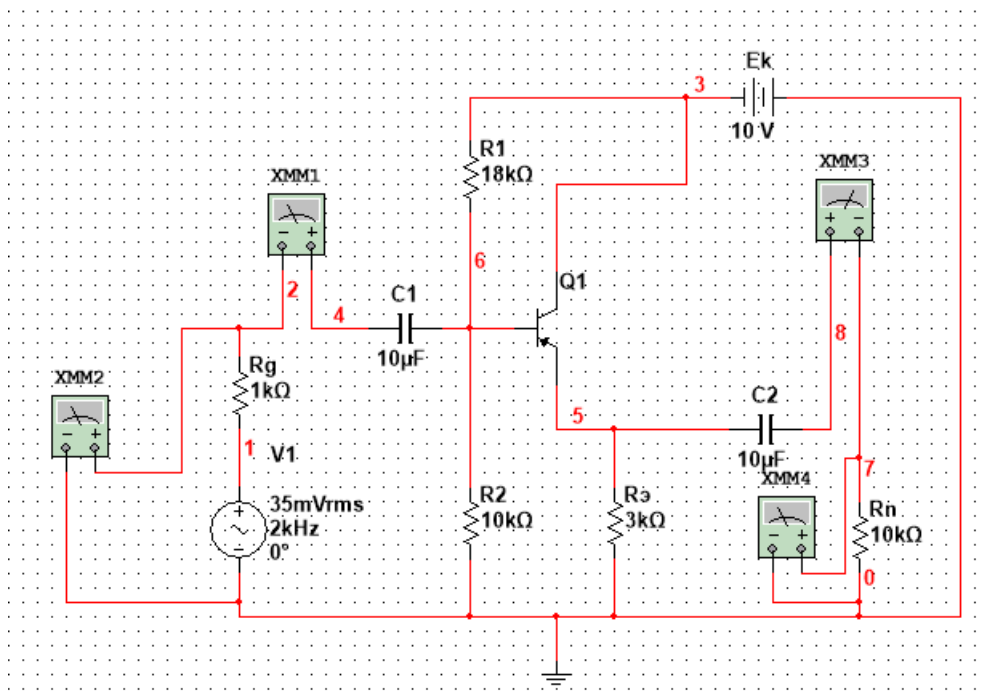 Ek
3
10 V
R1
18kΩ
XMM1
XMM3
− +
+ −
6
Q1
2
C1
4
8
10µF
Rg
1kΩ
XMM2
− +
C2
5
1
V1
10µF
7
XMM4
R2
10kΩ
Rэ
3kΩ
Rn
10kΩ
− +
35mVrms
2kHz
0°
+
−
0